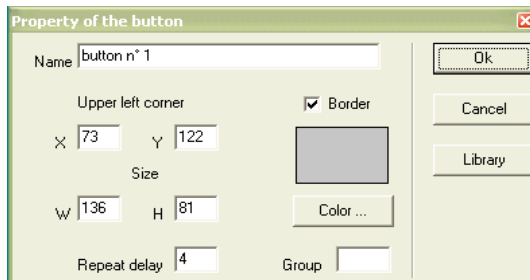 Property of the button
Name button n° 1
Ok
Upper left corner
Border
Cancel
X 73 Y 122
Size
Library
W 136 H 81
Color ...
Repeat delay 4
Group